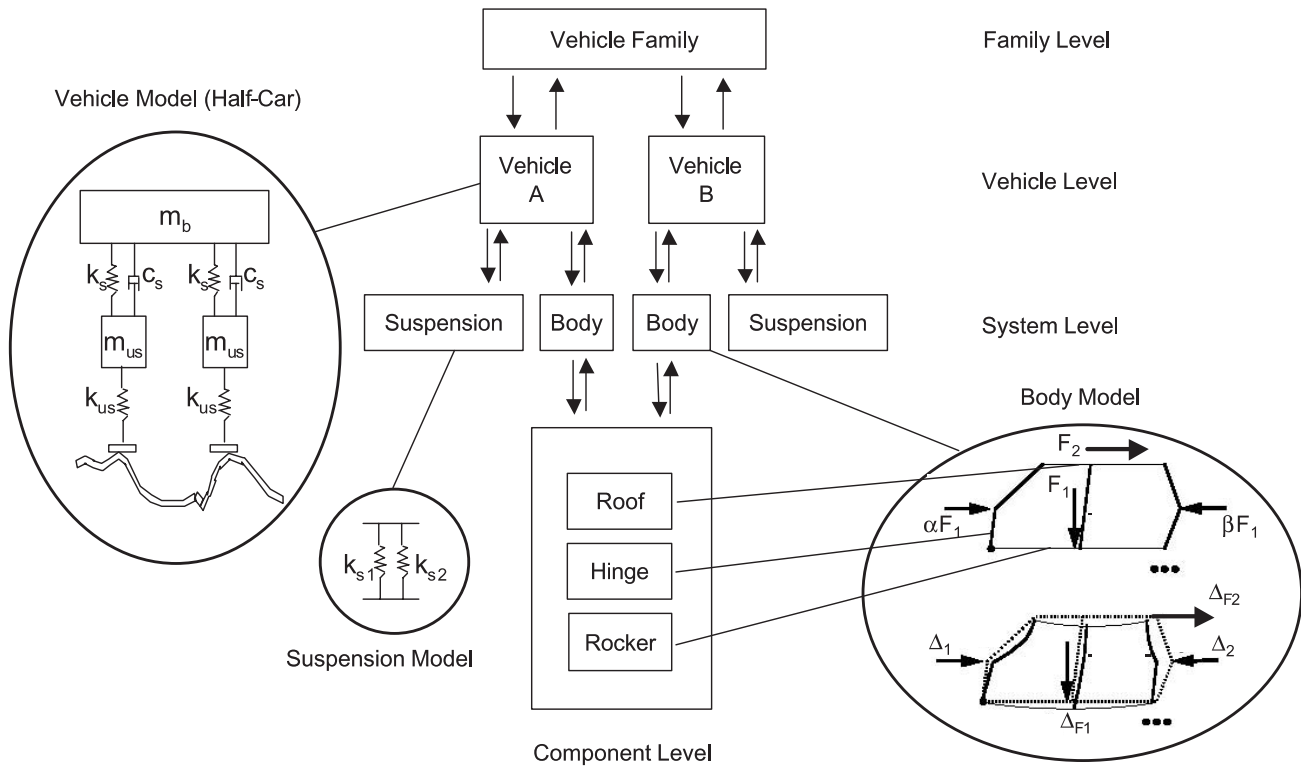 Vehicle Family
Family Level
Vehicle Model (Half-Car)
Vehicle
A
Vehicle
B
Vehicle Level
m_b
k_s
c_s
k_s
c_s
m_us
m_us
k_us
k_us
Suspension
Body
Body
Suspension
System Level
Body Model
F_2
F_1
αF_1
βF_1
•••
Δ_F2
Δ_1
Δ_2
Δ_F1
•••
Roof
Hinge
Rocker
k_s1
k_s2
Suspension Model
Component Level